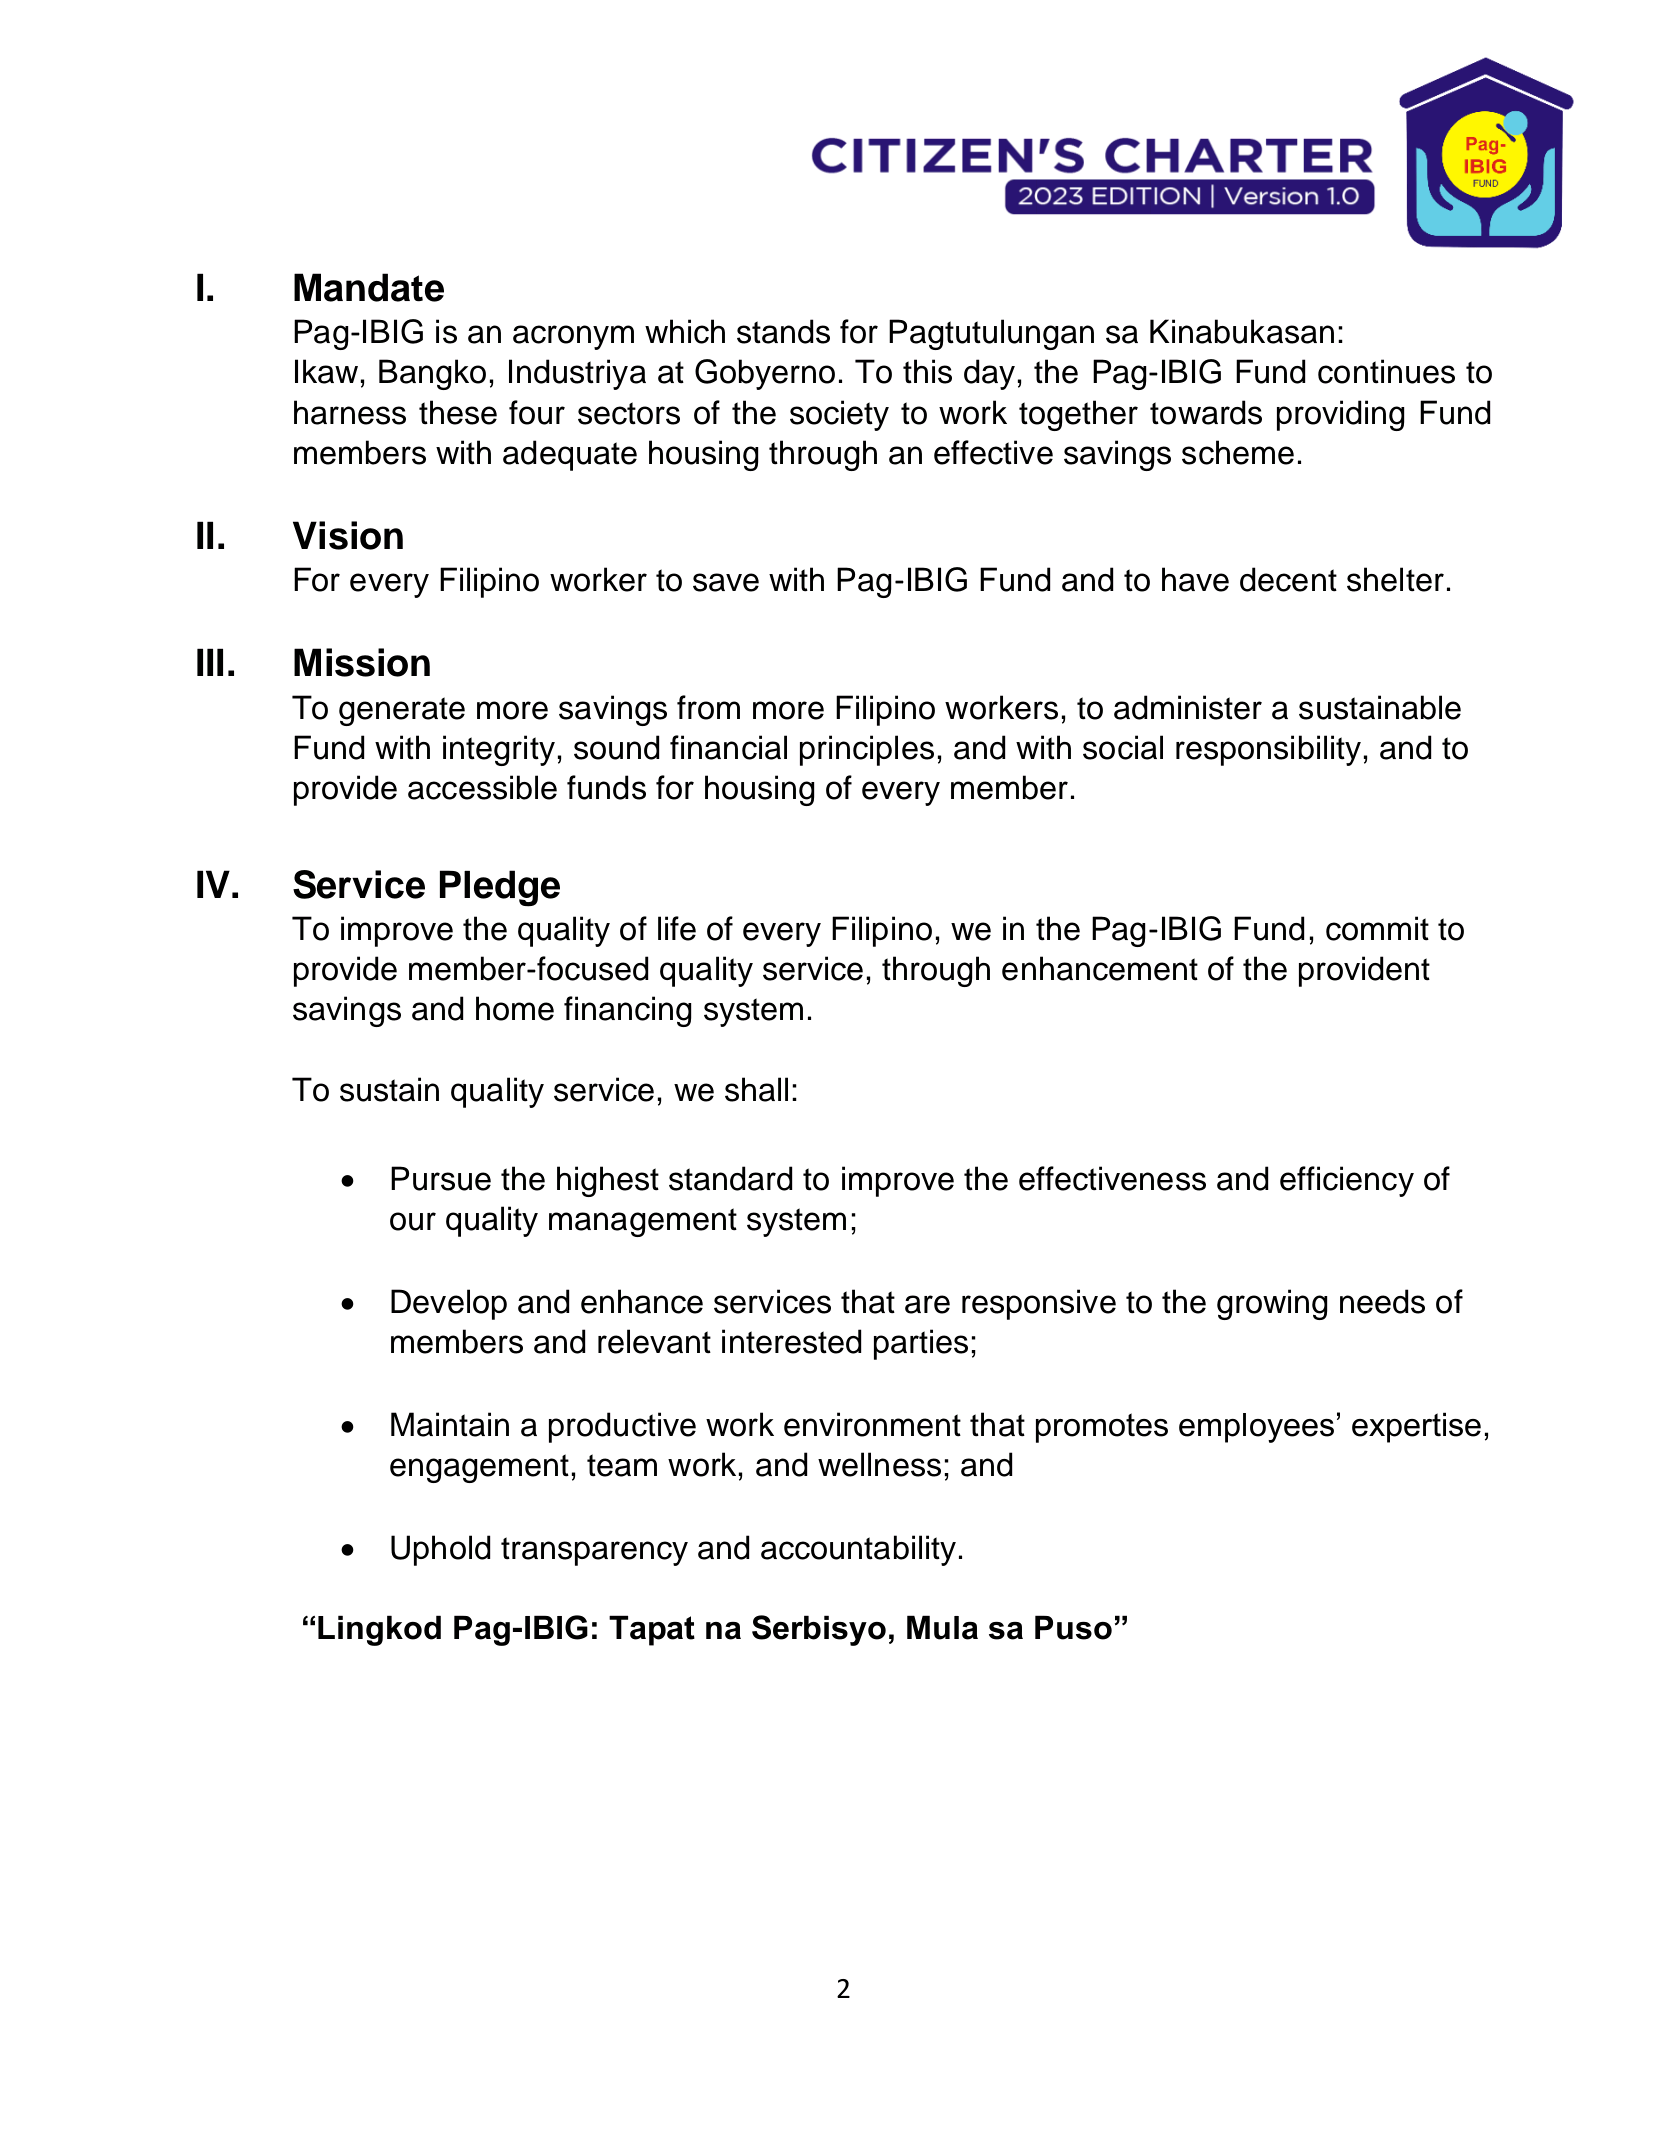 CITIZEN'S CHARTER
2023 EDITION | Version 1.0
Pag-
IBIG
FUND
I. Mandate
Pag-IBIG is an acronym which stands for Pagtutulungan sa Kinabukasan:
Ikaw, Bangko, Industriya at Gobyerno. To this day, the Pag-IBIG Fund continues to
harness these four sectors of the society to work together towards providing Fund
members with adequate housing through an effective savings scheme.
II. Vision
For every Filipino worker to save with Pag-IBIG Fund and to have decent shelter.
III. Mission
To generate more savings from more Filipino workers, to administer a sustainable
Fund with integrity, sound financial principles, and with social responsibility, and to
provide accessible funds for housing of every member.
IV. Service Pledge
To improve the quality of life of every Filipino, we in the Pag-IBIG Fund, commit to
provide member-focused quality service, through enhancement of the provident
savings and home financing system.
To sustain quality service, we shall:
• Pursue the highest standard to improve the effectiveness and efficiency of
our quality management system;
• Develop and enhance services that are responsive to the growing needs of
members and relevant interested parties;
• Maintain a productive work environment that promotes employees’ expertise,
engagement, team work, and wellness; and
• Uphold transparency and accountability.
“Lingkod Pag-IBIG: Tapat na Serbisyo, Mula sa Puso”
2